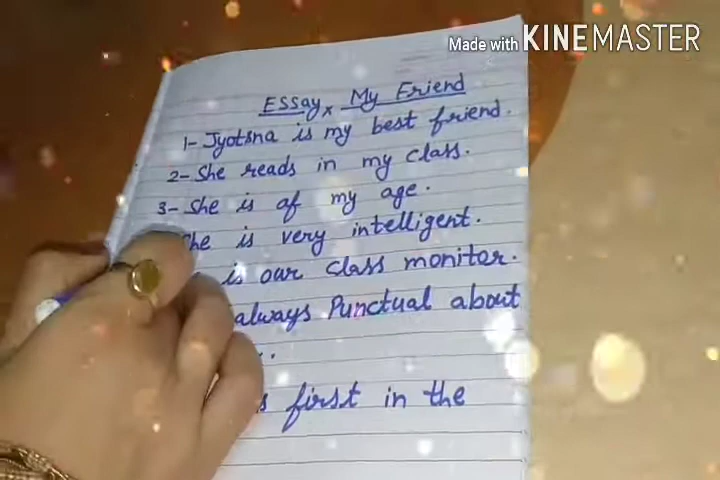 Made with KINEMASTER
Essay, My Friend
1- Jyotsna is my best friend.
2- She reads in my class.
3- She is of my age.
he is very intelligent.
is our class monitor.
always Punctual about
s first in the